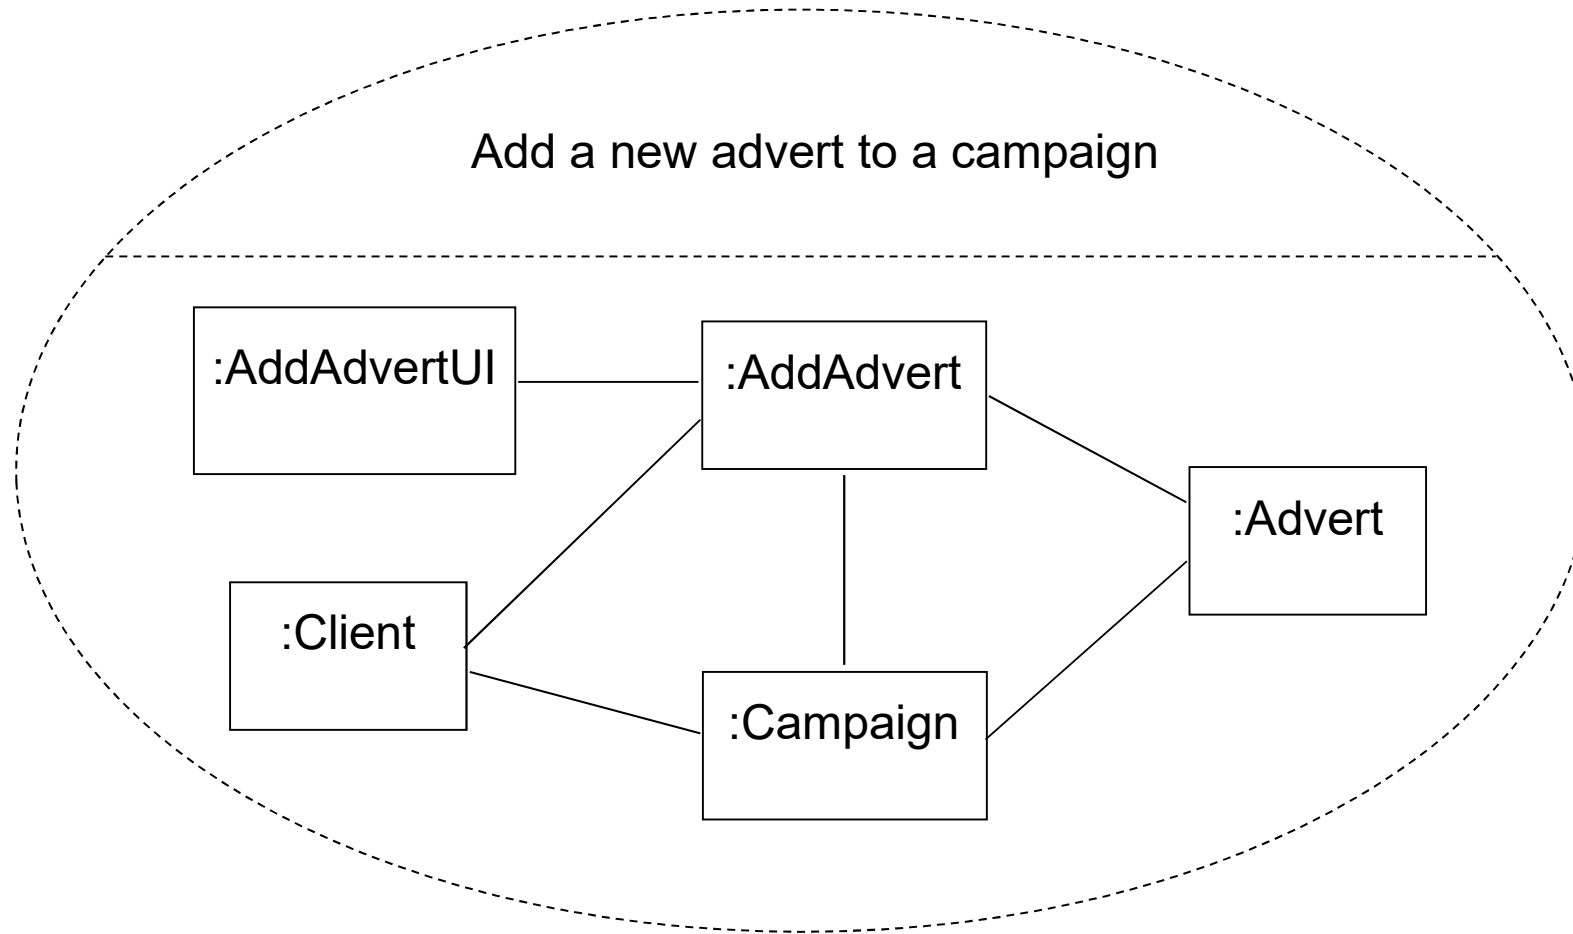 Add a new advert to a campaign
:AddAdvertUI
:AddAdvert
:Advert
:Client
:Campaign